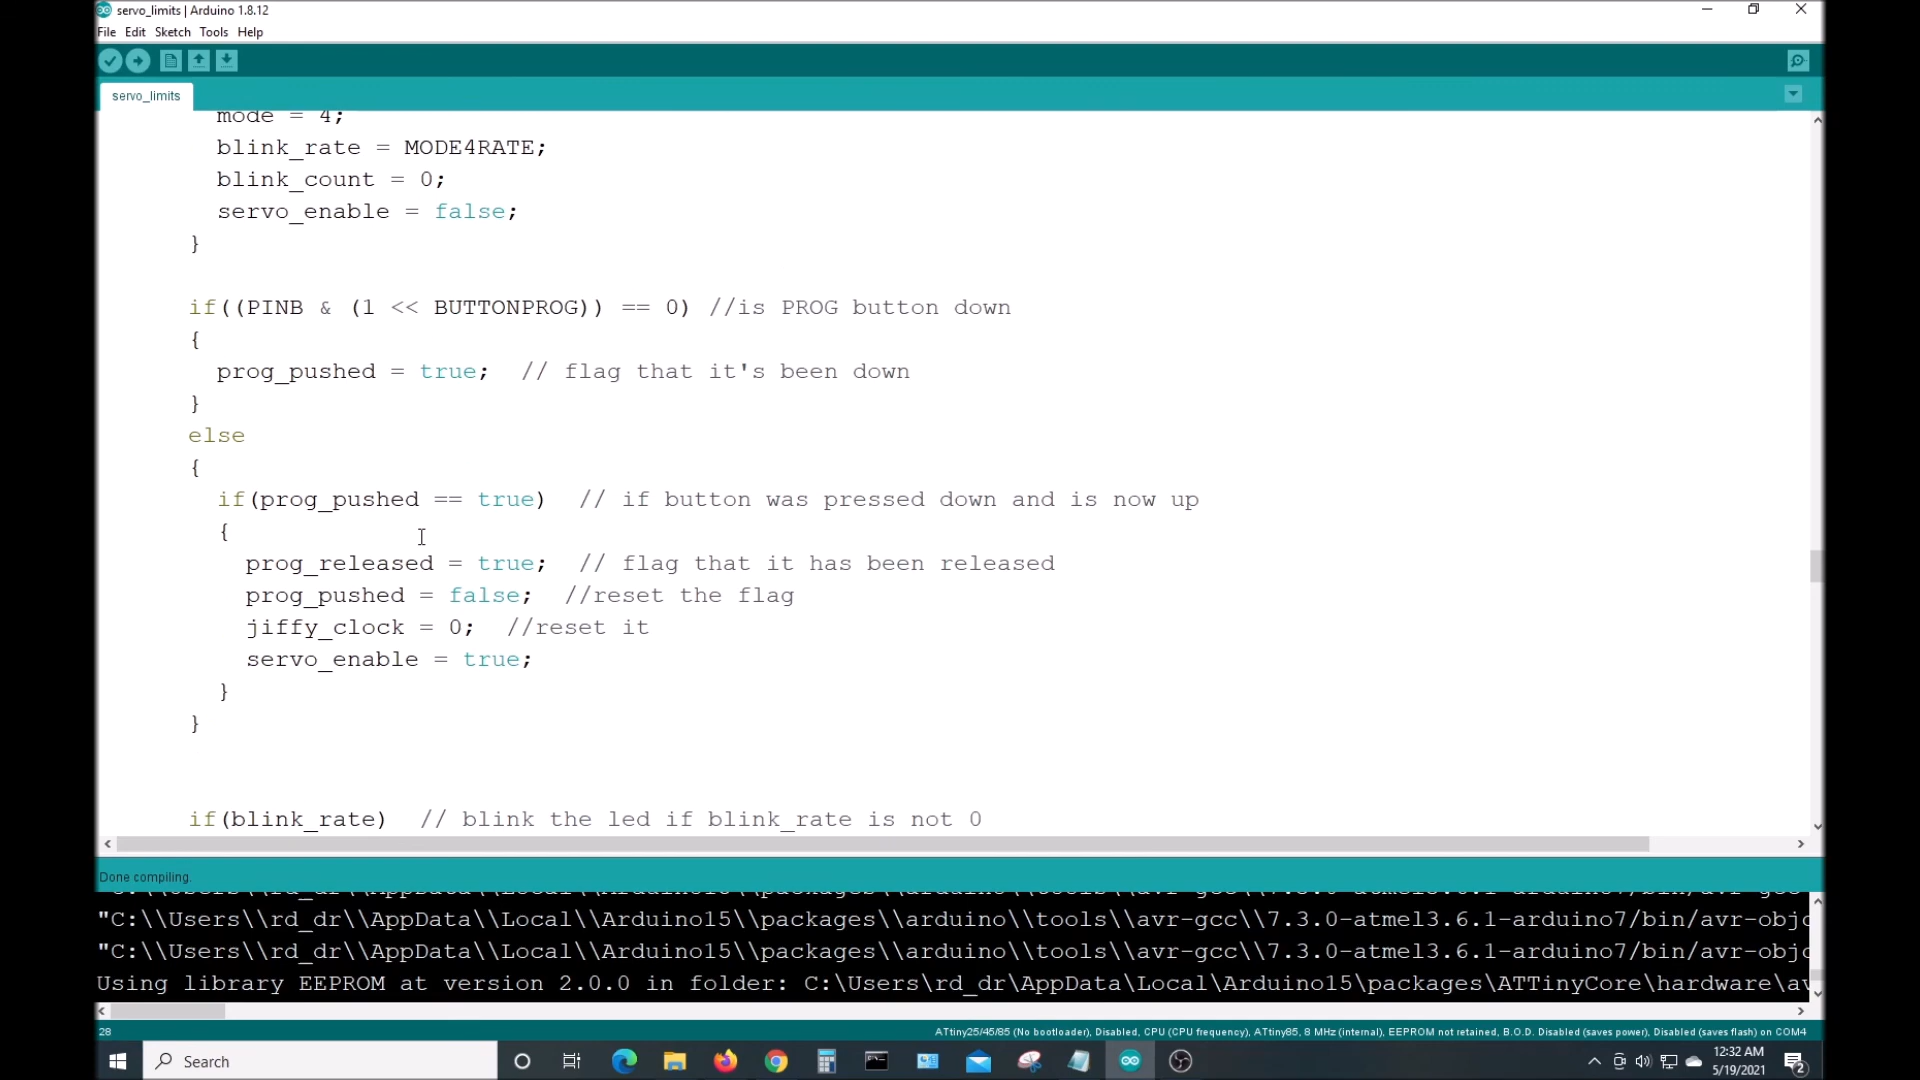 servo_limits | Arduino 1.8.12
File Edit Sketch Tools Help
servo_limits
mode = 4;
blink_rate = MODE4RATE;
blink_count = 0;
servo_enable = false;
}
if((PINB & (1 << BUTTONPROG)) == 0) //is PROG button down
{
prog_pushed = true; // flag that it's been down
}
else
{
if(prog_pushed == true) // if button was pressed down and is now up
{
prog_released = true; // flag that it has been released
prog_pushed = false; //reset the flag
jiffy_clock = 0; //reset it
servo_enable = true;
}
}
if(blink_rate) // blink the led if blink_rate is not 0
Done compiling.
"C:\\Users\\rd_dr\\AppData\\Local\\Arduino15\\packages\\arduino\\tools\\avr-gcc\\7.3.0-atmel3.6.1-arduino7/bin/avr-objc
"C:\\Users\\rd_dr\\AppData\\Local\\Arduino15\\packages\\arduino\\tools\\avr-gcc\\7.3.0-atmel3.6.1-arduino7/bin/avr-objc
Using library EEPROM at version 2.0.0 in folder: C:\Users\rd_dr\AppData\Local\Arduino15\packages\ATTinyCore\hardware\av
28 ATtiny25/45/85 (No bootloader), Disabled, CPU (CPU frequency), ATtiny85, 8 MHz (internal), EEPROM not retained, B.O.D. Disabled (saves power), Disabled (saves flash) on COM4
Search
12:32 AM
5/19/2021
2